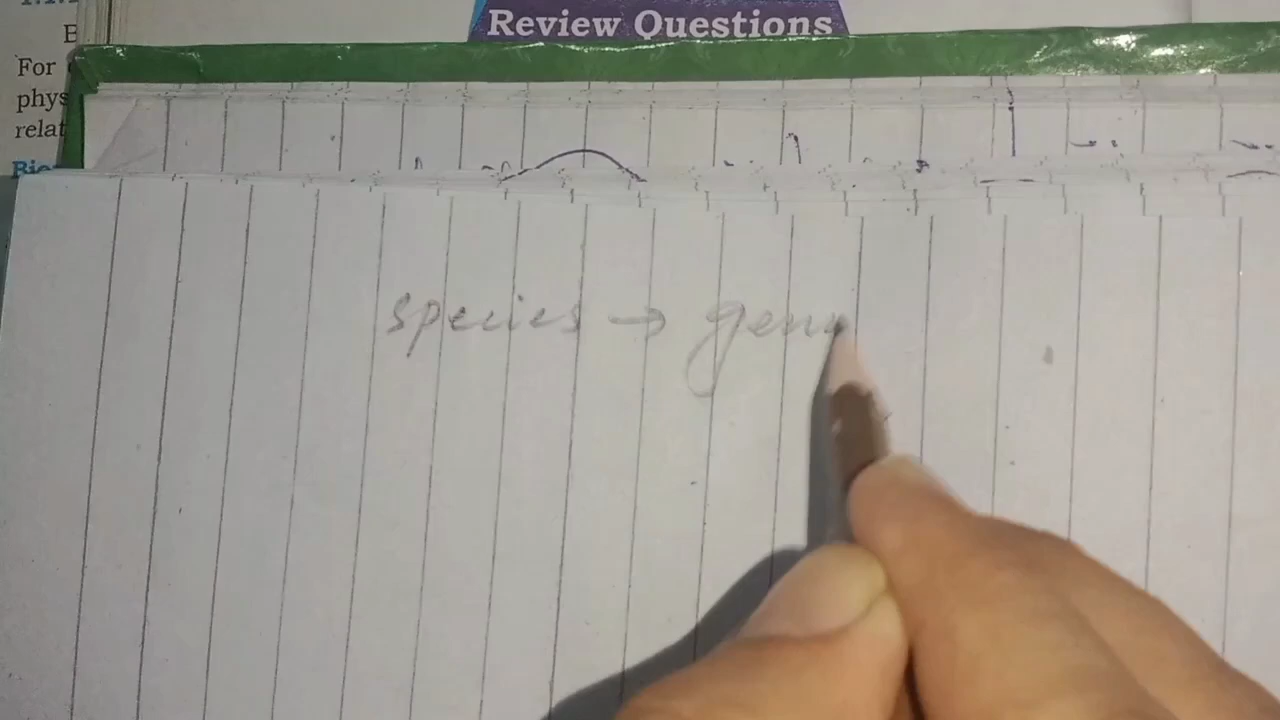 Review Questions
For
phys
relat
species → genu